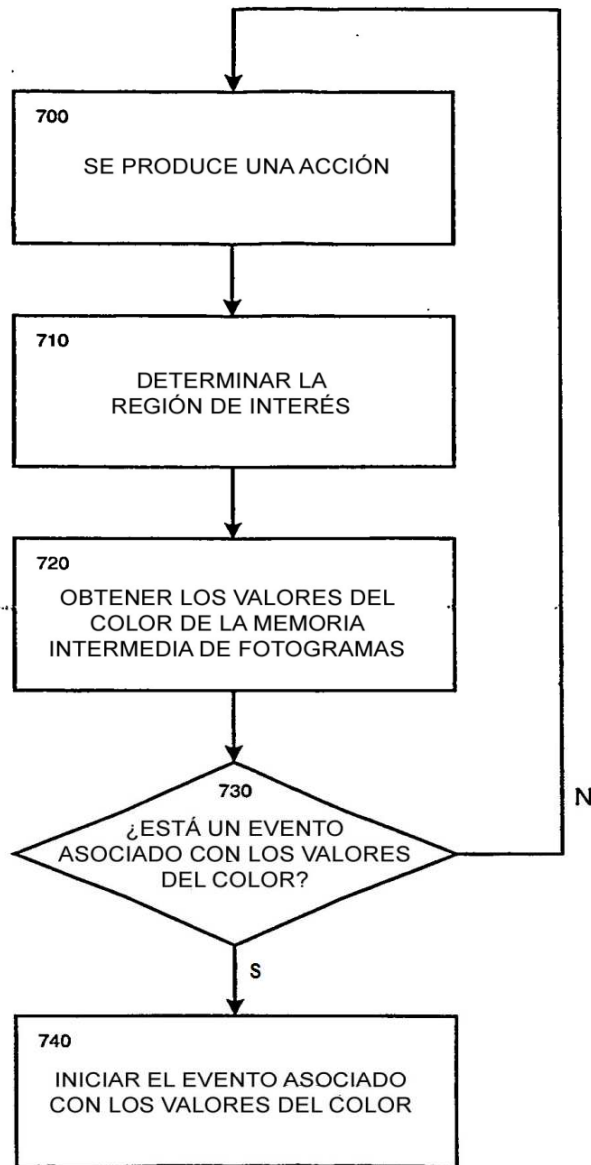 700
SE PRODUCE UNA ACCIÓN
710
DETERMINAR LA
REGIÓN DE INTERÉS
720
OBTENER LOS VALORES DEL
COLOR DE LA MEMORIA
INTERMEDIA DE FOTOGRAMAS
730
¿ESTÁ UN EVENTO
ASOCIADO CON LOS VALORES
DEL COLOR?
N
S
740
INICIAR EL EVENTO ASOCIADO
CON LOS VALORES DEL COLOR